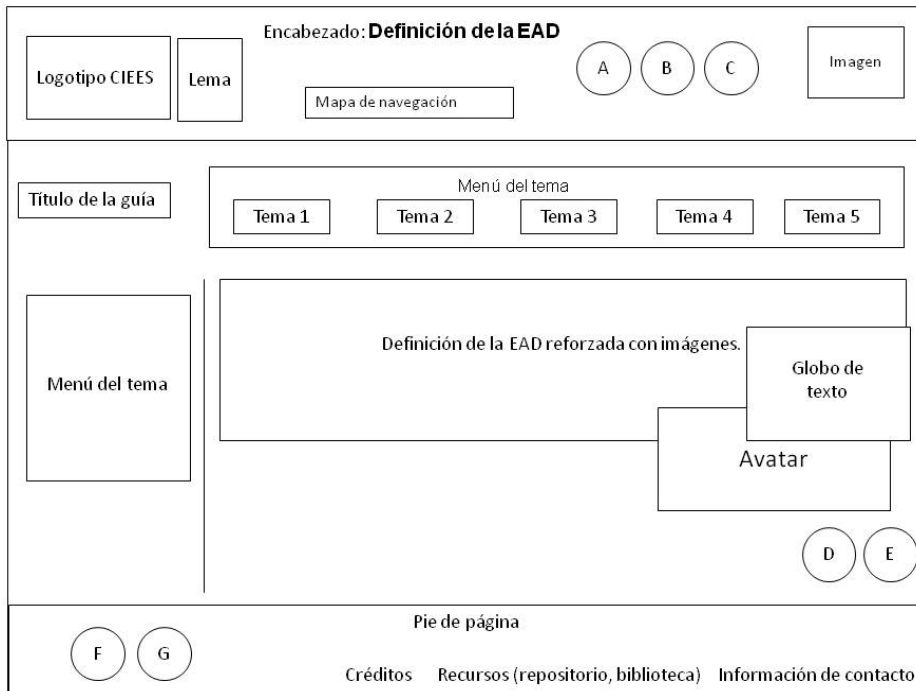 Encabezado: Definición de la EAD
Logotipo CIEES
Lema
A
B
C
Imagen
Mapa de navegación
Título de la guía
Menú del tema
Tema 1
Tema 2
Tema 3
Tema 4
Tema 5
Menú del tema
Definición de la EAD reforzada con imágenes.
Globo de
texto
Avatar
D
E
Pie de página
F
G
Créditos
Recursos (repositorio, biblioteca)
Información de contacto